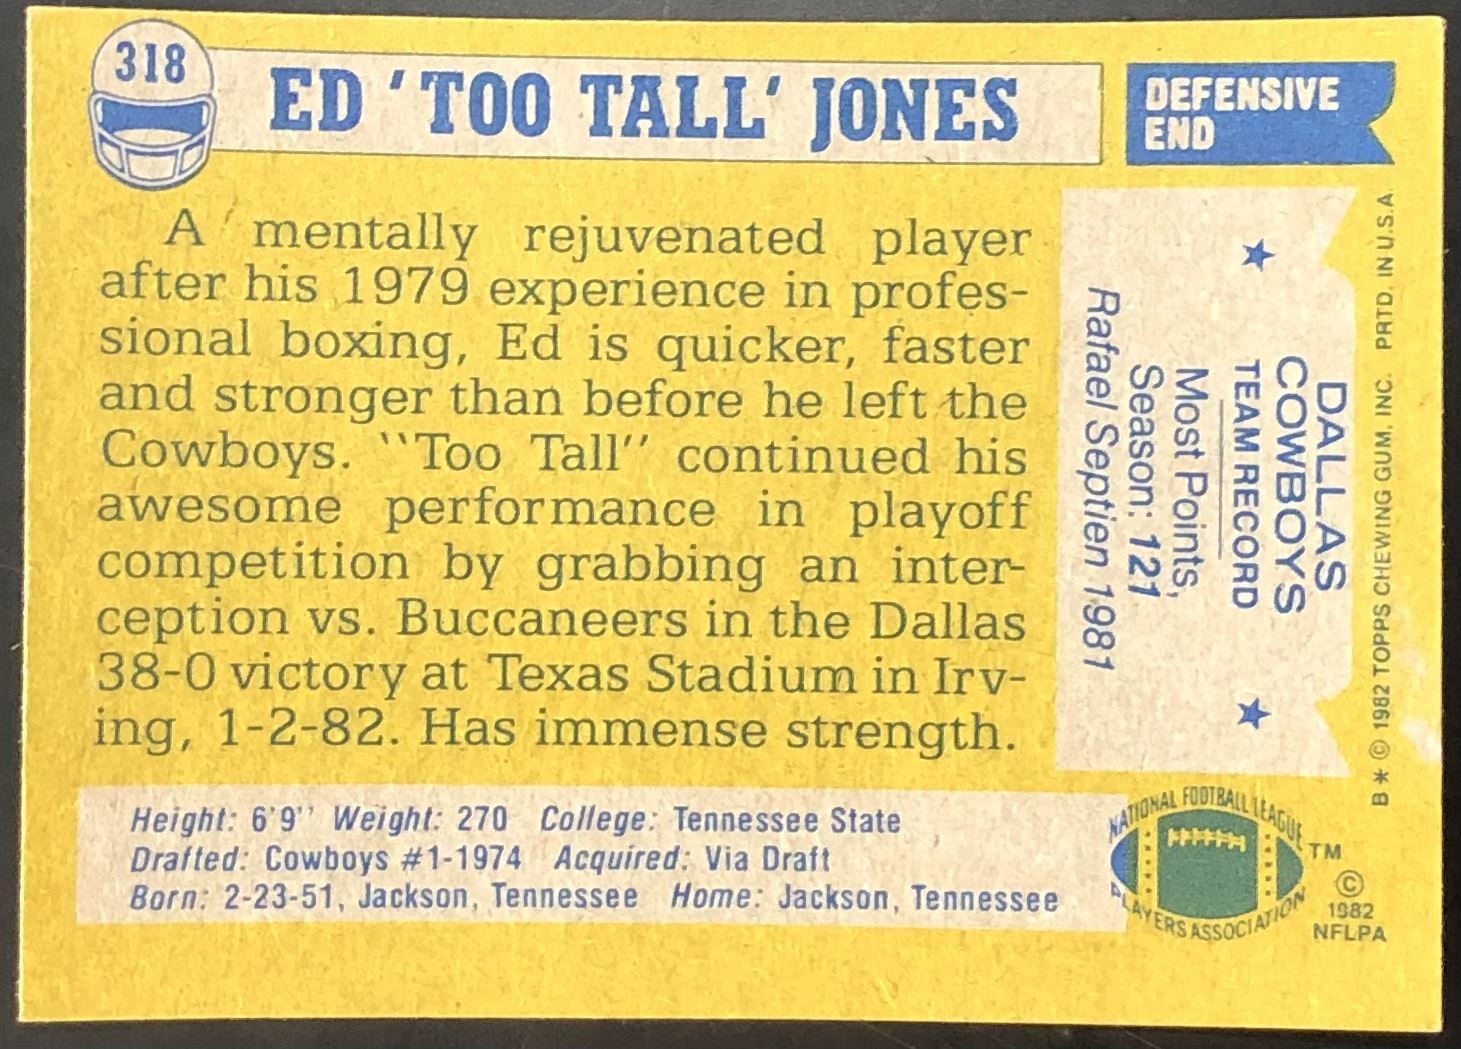 318
ED 'TOO TALL' JONES
DEFENSIVE
END
A mentally rejuvenated player
after his 1979 experience in profes-
sional boxing, Ed is quicker, faster
and stronger than before he left the
Cowboys. "Too Tall" continued his
awesome performance in playoff
competition by grabbing an inter-
ception vs. Buccaneers in the Dallas
38-0 victory at Texas Stadium in Irv-
ing, 1-2-82. Has immense strength.
DALLAS
COWBOYS
TEAM RECORD
Most Points,
Season: 121
Rafael Septien 1981
B* © 1982 TOPPS CHEWING GUM, INC. PRTD. IN U.S.A.
Height: 6'9" Weight: 270 College: Tennessee State
Drafted: Cowboys #1-1974 Acquired: Via Draft
Born: 2-23-51, Jackson, Tennessee Home: Jackson, Tennessee
NATIONAL FOOTBALL LEAGUE
PLAYERS ASSOCIATION
TM
©
1982
NFLPA